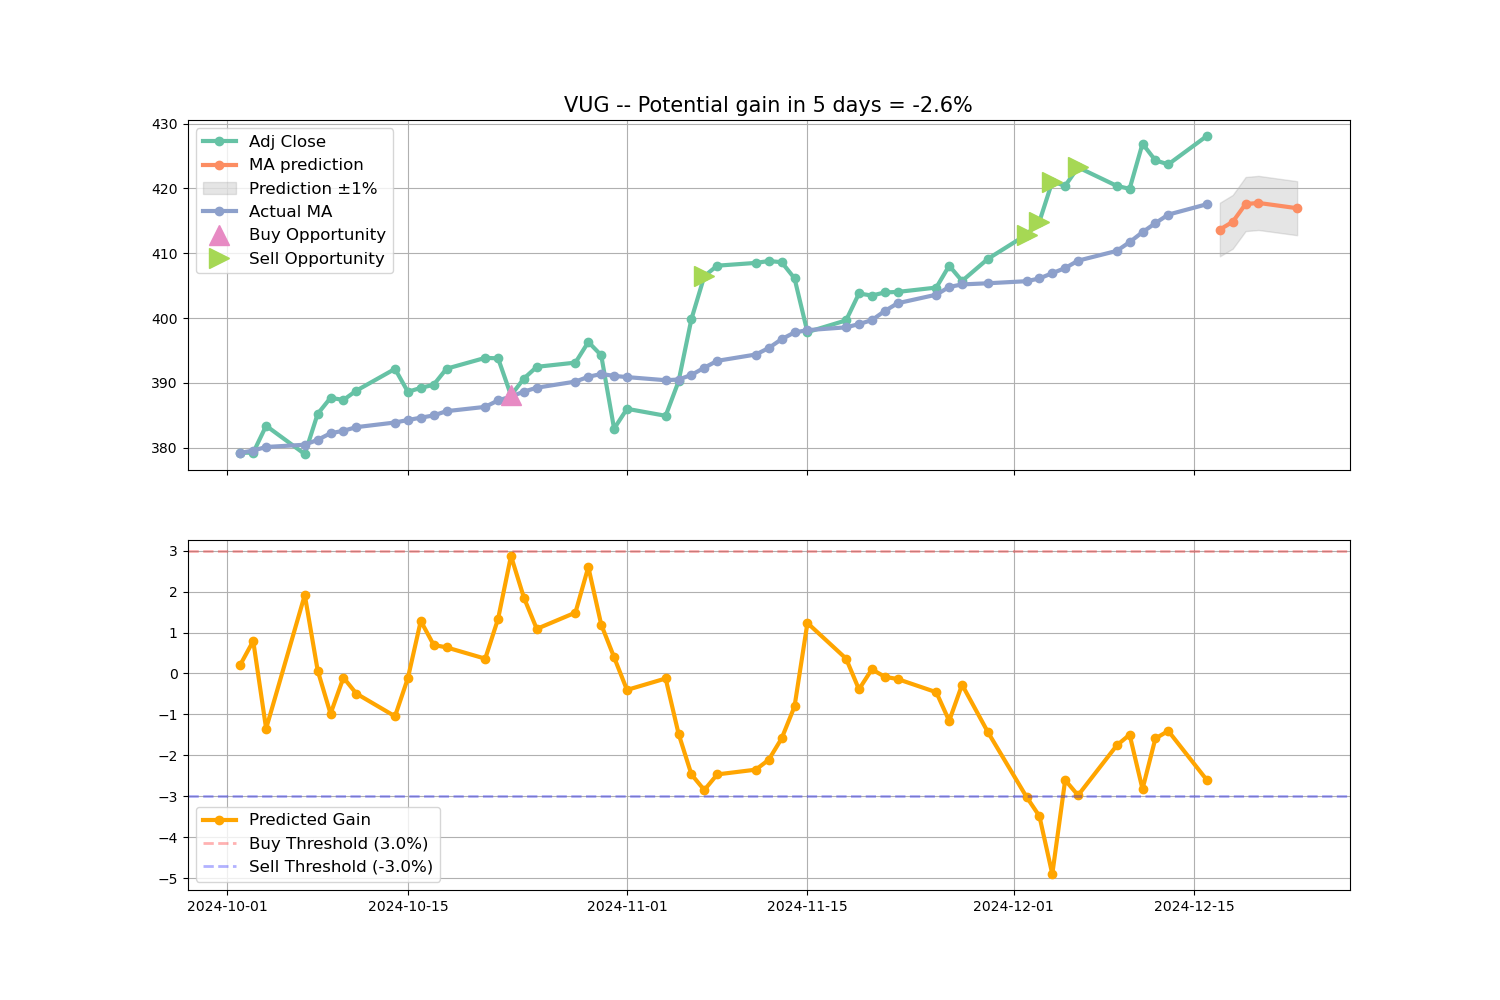 VUG -- Potential gain in 5 days = -2.6%
430
420
410
400
390
380
Adj Close
MA prediction
Prediction ±1%
Actual MA
Buy Opportunity
Sell Opportunity
3
2
1
0
−1
−2
−3
−4
−5
Predicted Gain
Buy Threshold (3.0%)
Sell Threshold (-3.0%)
2024-10-01
2024-10-15
2024-11-01
2024-11-15
2024-12-01
2024-12-15